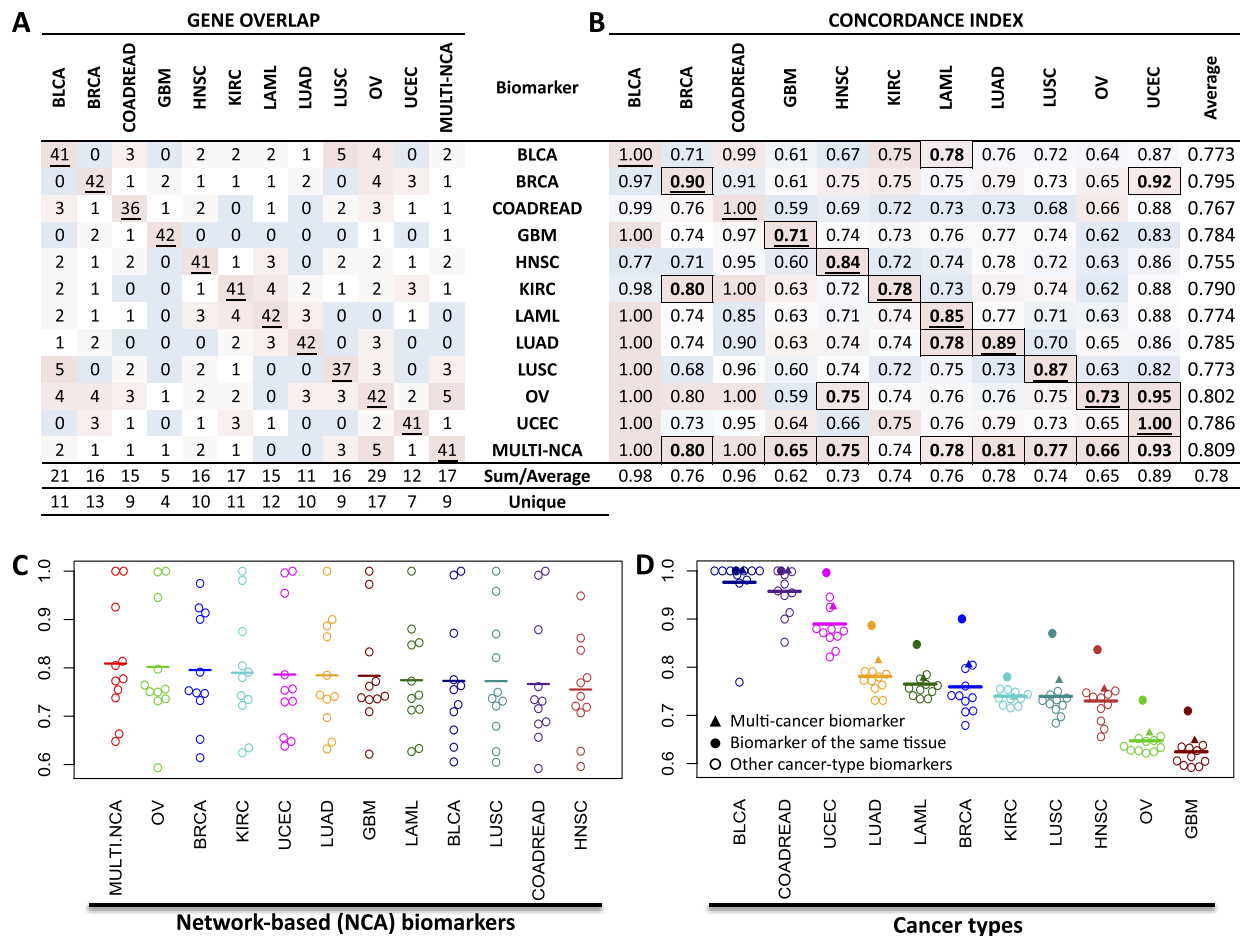 A
GENE OVERLAP
B
CONCORDANCE INDEX
BLCA BRCA COADREAD GBM HNSC KIRC LAML LUAD LUSC OV UCEC MULTI-NCA Biomarker BLCA BRCA COADREAD GBM HNSC KIRC LAML LUAD LUSC OV UCEC Average
41 0 3 0 2 2 2 1 5 4 0 2 BLCA 1.00 0.71 0.99 0.61 0.67 0.75 0.78 0.76 0.72 0.64 0.87 0.773
0 42 1 2 1 1 1 2 0 4 3 1 BRCA 0.97 0.90 0.91 0.61 0.75 0.75 0.75 0.79 0.73 0.65 0.92 0.795
3 1 36 1 2 0 1 0 2 3 1 1 COADREAD 0.99 0.76 1.00 0.59 0.69 0.72 0.73 0.73 0.68 0.66 0.88 0.767
0 2 1 42 0 0 0 0 0 1 0 1 GBM 1.00 0.74 0.97 0.71 0.74 0.73 0.76 0.77 0.74 0.62 0.83 0.784
2 1 2 0 41 1 3 0 2 2 1 2 HNSC 0.77 0.71 0.95 0.60 0.84 0.72 0.74 0.78 0.72 0.63 0.86 0.755
2 1 0 0 1 41 4 2 1 2 3 1 KIRC 0.98 0.80 1.00 0.63 0.72 0.78 0.73 0.79 0.74 0.62 0.88 0.790
2 1 1 0 3 4 42 3 0 0 1 0 LAML 1.00 0.74 0.85 0.63 0.71 0.74 0.85 0.77 0.71 0.63 0.88 0.774
1 2 0 0 0 2 3 42 0 3 0 0 LUAD 1.00 0.74 0.90 0.63 0.74 0.74 0.78 0.89 0.70 0.65 0.86 0.785
5 0 2 0 2 1 0 0 37 3 0 3 LUSC 1.00 0.68 0.96 0.60 0.74 0.72 0.75 0.73 0.87 0.63 0.82 0.773
4 4 3 1 2 2 0 3 3 42 2 5 OV 1.00 0.80 1.00 0.59 0.75 0.74 0.76 0.76 0.75 0.73 0.95 0.802
0 3 1 0 1 3 1 0 0 2 41 1 UCEC 1.00 0.73 0.95 0.64 0.66 0.75 0.76 0.76 0.74 0.65 1.00 0.786
2 1 1 1 2 1 0 0 3 5 1 41 MULTI-NCA 1.00 0.80 1.00 0.65 0.75 0.74 0.78 0.81 0.77 0.66 0.93 0.809
21 16 15 5 16 17 15 11 16 29 12 17 Sum/Average 0.98 0.76 0.96 0.62 0.73 0.74 0.76 0.78 0.74 0.65 0.89 0.78
11 13 9 4 10 11 12 10 9 17 7 9 Unique
C
1.0
0.9
0.8
0.7
0.6
MULTI.NCA OV BRCA KIRC UCEC LUAD GBM LAML BLCA LUSC COADREAD HNSC
Network-based (NCA) biomarkers
D
1.0
0.9
0.8
0.7
0.6
Multi-cancer biomarker
Biomarker of the same tissue
Other cancer-type biomarkers
BLCA COADREAD UCEC LUAD LAML BRCA KIRC LUSC HNSC OV GBM
Cancer types